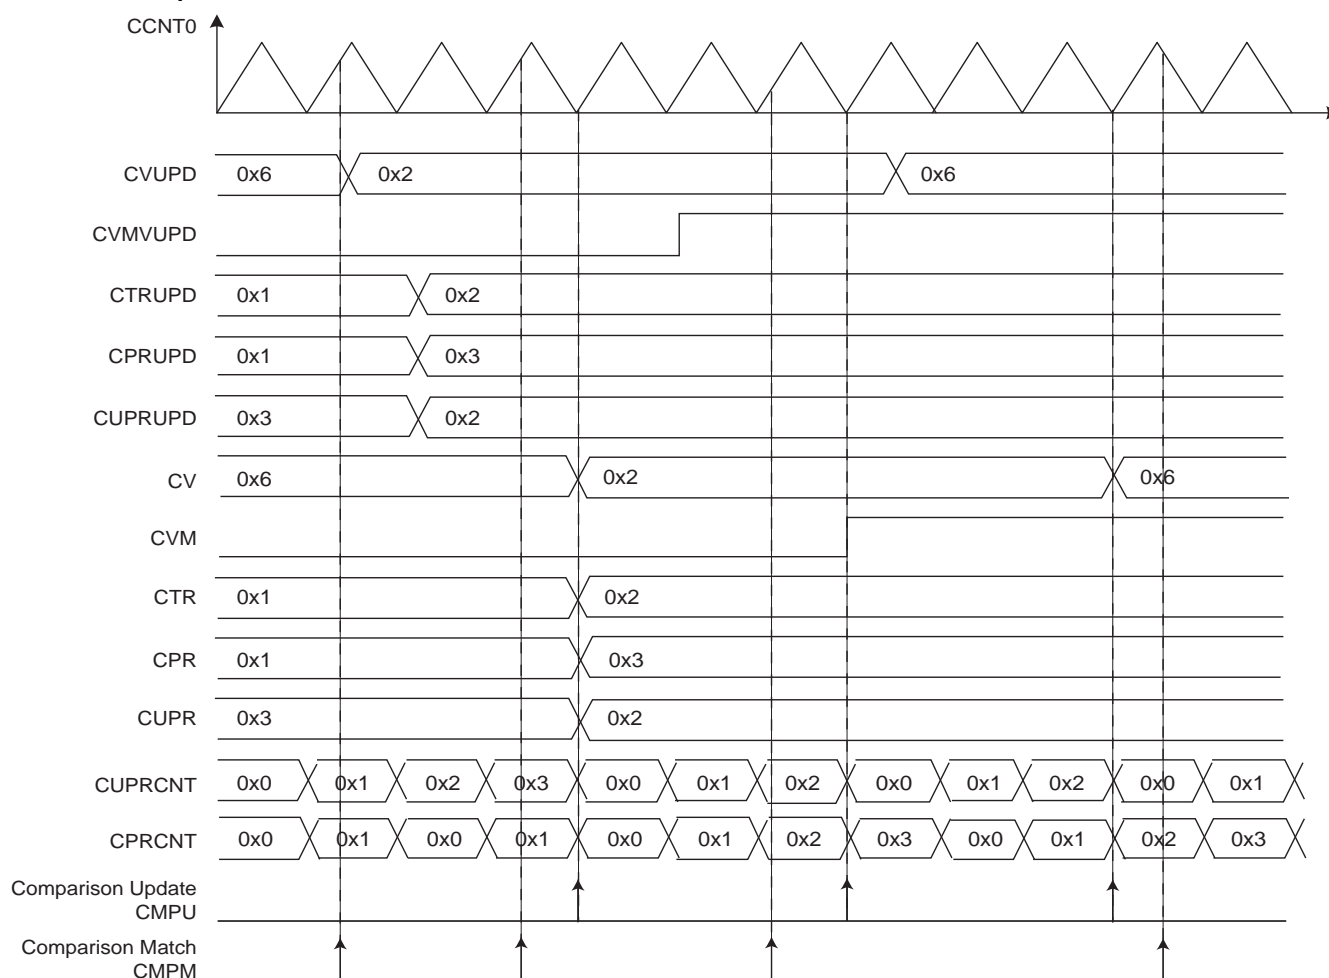 CCNT0
CVUPD 0x6 0x2 0x6
CVMVUPD
CTRUPD 0x1 0x2
CPRUPD 0x1 0x3
CUPRUPD 0x3 0x2
CV 0x6 0x2 0x6
CVM
CTR 0x1 0x2
CPR 0x1 0x3
CUPR 0x3 0x2
CUPRCNT 0x0 0x1 0x2 0x3 0x0 0x1 0x2 0x0 0x1 0x2 0x0 0x1
CPRCNT 0x0 0x1 0x0 0x1 0x0 0x1 0x2 0x3 0x0 0x1 0x2 0x3
Comparison Update
CMPU
Comparison Match
CMPM